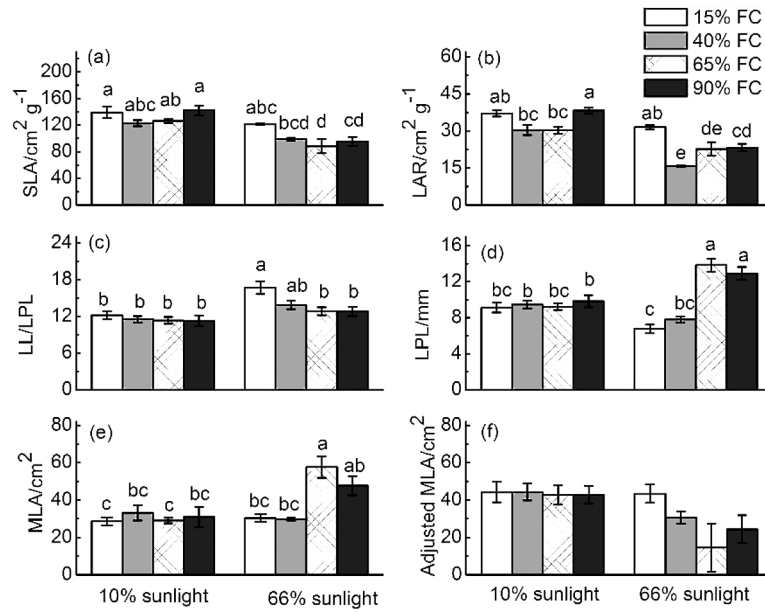 15% FC
40% FC
65% FC
90% FC
(a)
SLA/cm² g⁻¹
200
160
120
80
40
0
a
abc
ab
a
abc
bcd
d
cd
(b)
LAR/cm² g⁻¹
60
45
30
15
0
ab
bc
bc
a
ab
e
de
cd
(c)
LL/LPL
24
18
12
6
0
b
b
b
b
a
ab
b
b
(d)
LPL/mm
16
12
8
4
0
bc
b
bc
b
c
bc
a
a
(e)
MLA/cm²
80
60
40
20
0
c
bc
c
bc
bc
bc
a
ab
10% sunlight
66% sunlight
(f)
Adjusted MLA/cm²
80
60
40
20
0
10% sunlight
66% sunlight